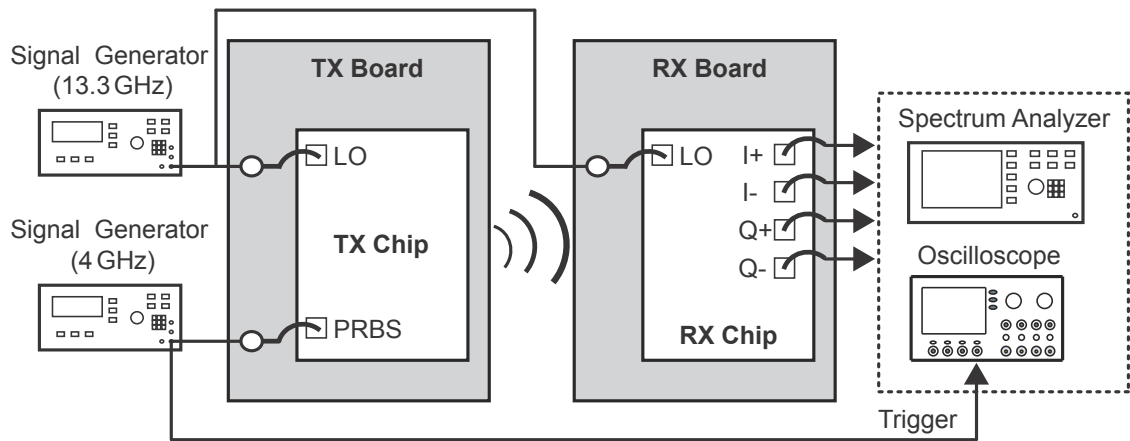 Signal Generator
(13.3 GHz)
TX Board
LO
TX Chip
PRBS
Signal Generator
(4 GHz)
RX Board
LO
I+
I-
Q+
Q-
RX Chip
Spectrum Analyzer
Oscilloscope
Trigger